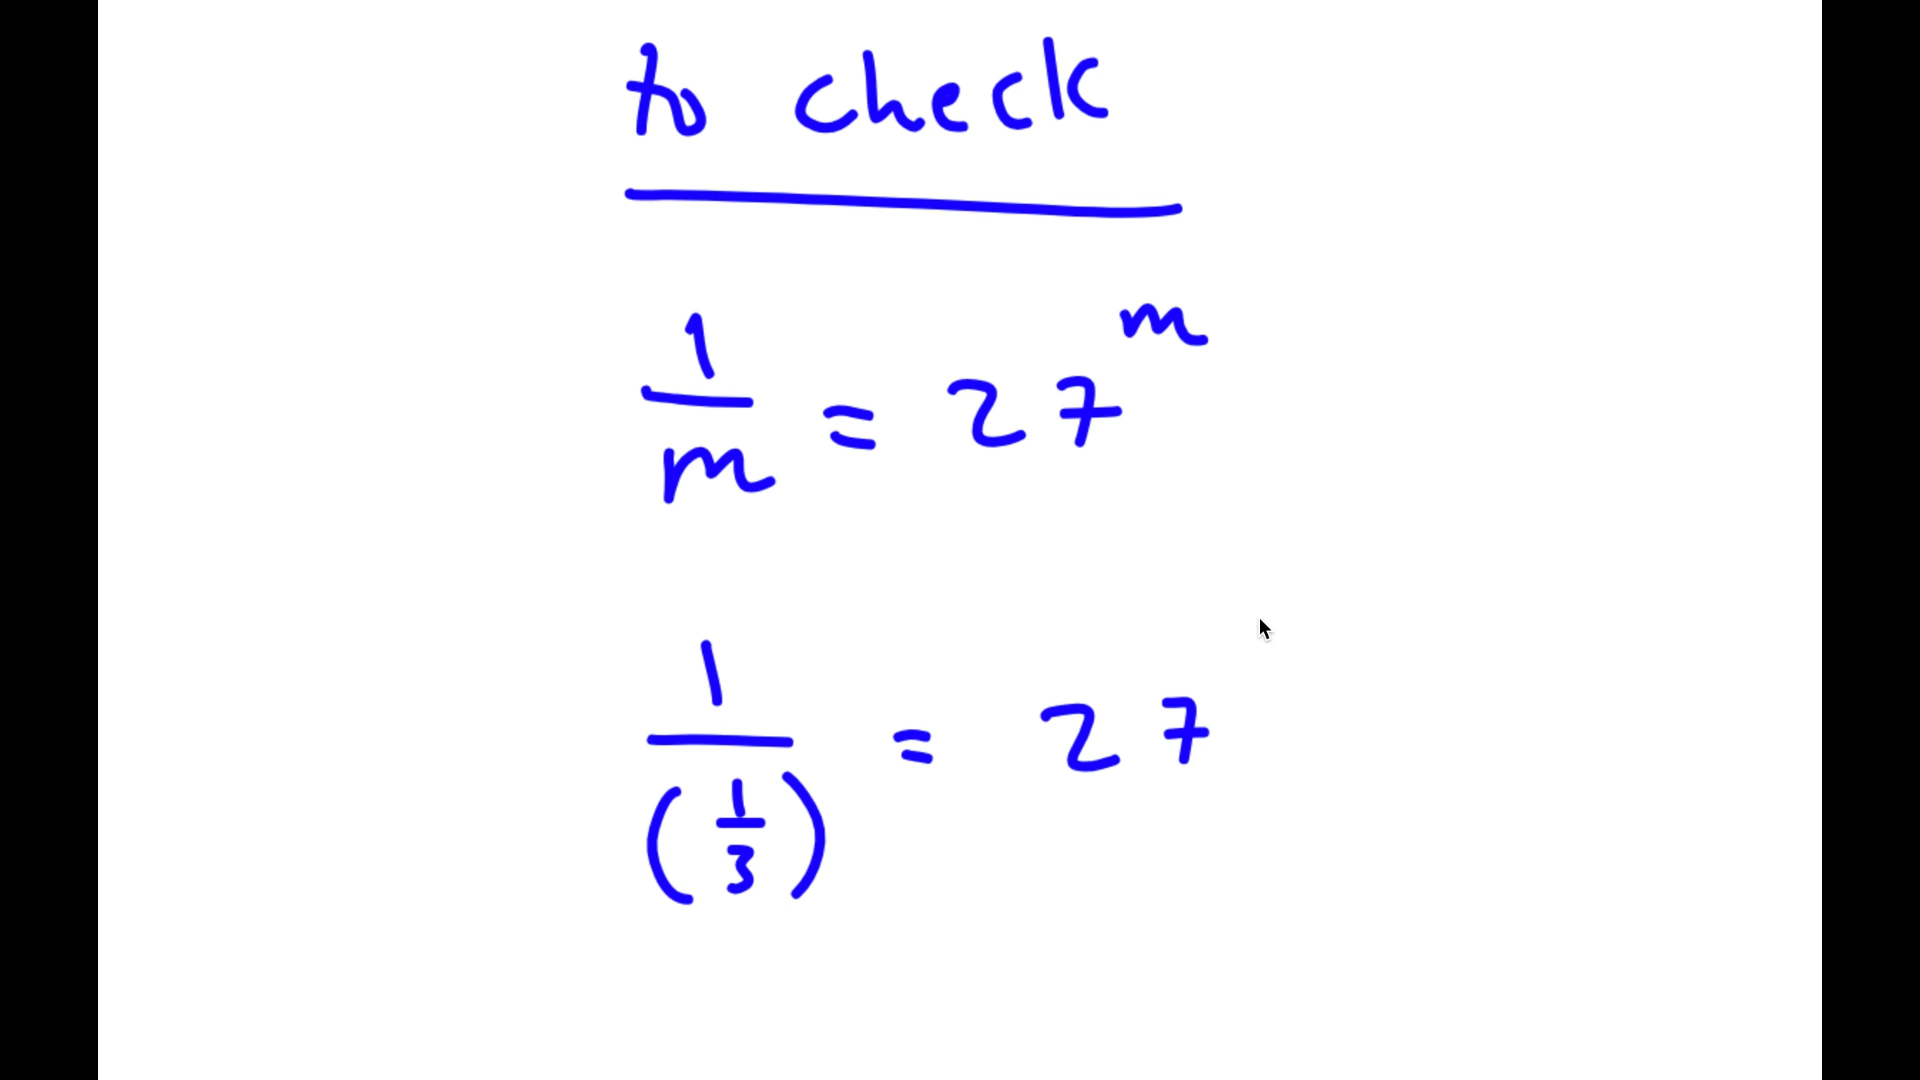 to check
1/m = 27^m
1/(1/3) = 27